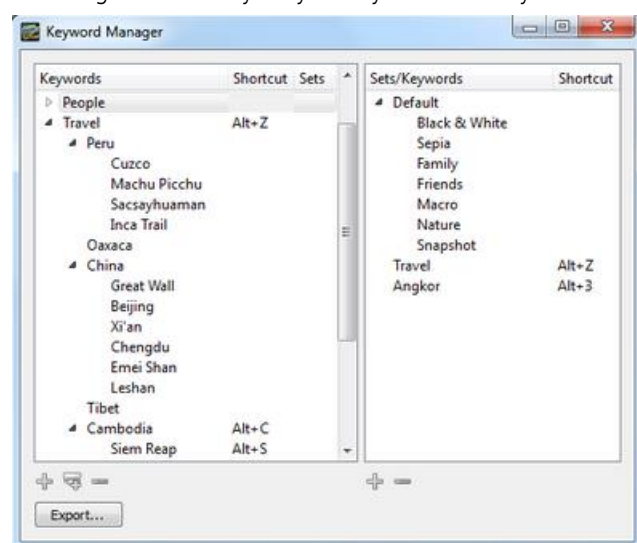 Keyword Manager
Keywords Shortcut Sets
People
Travel Alt+Z
Peru
Cuzco
Machu Picchu
Sacsayhuaman
Inca Trail
Oaxaca
China
Great Wall
Beijing
Xi'an
Chengdu
Emei Shan
Leshan
Tibet
Cambodia Alt+C
Siem Reap Alt+S
Export...
Sets/Keywords Shortcut
Default
Black & White
Sepia
Family
Friends
Macro
Nature
Snapshot
Travel Alt+Z
Angkor Alt+3